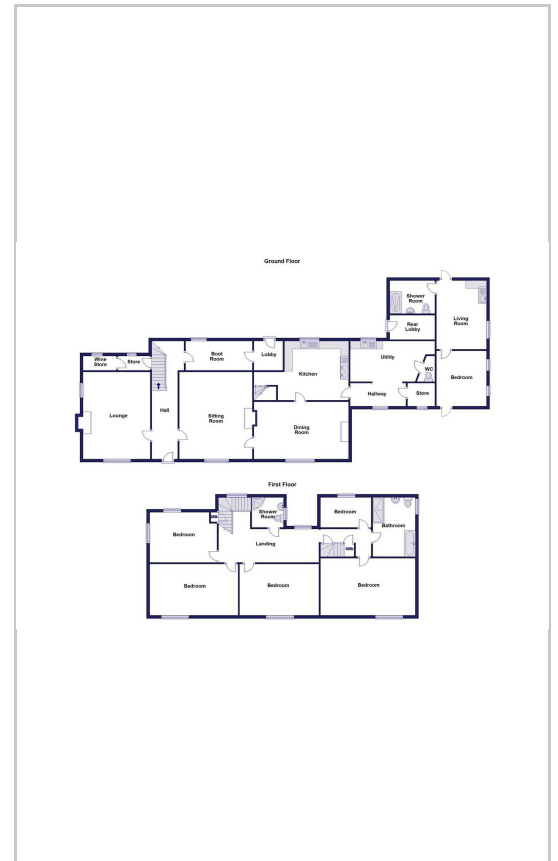 Ground Floor
Shower
Room
Living
Room
Rear
Lobby
Wine
Store
Store
Boot
Room
Lobby
Kitchen
Utility
WC
Bedroom
Lounge
Hall
Sitting
Room
Dining
Room
Hallway
Store
First Floor
Bedroom
Shower
Room
Landing
Bedroom
Bathroom
Bedroom
Bedroom
Bedroom